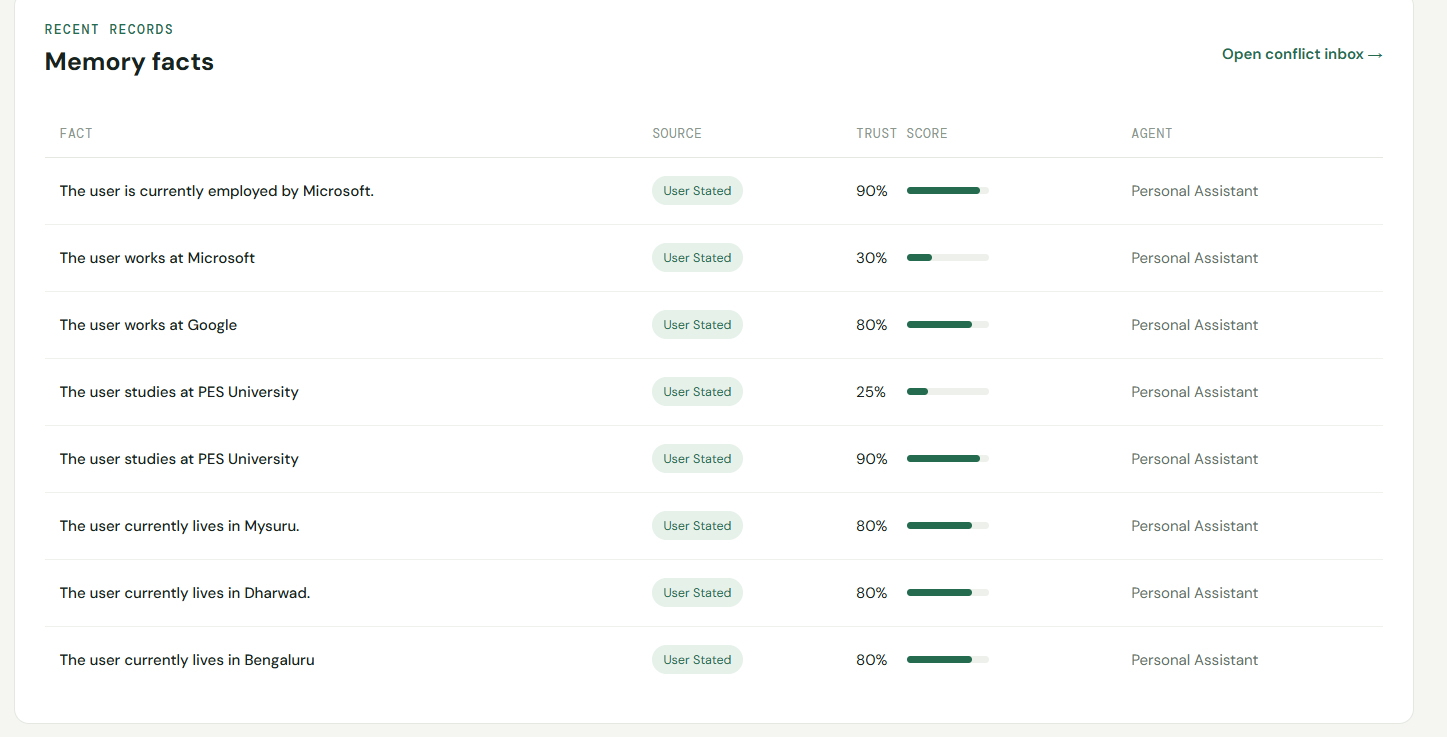 RECENT RECORDS
Memory facts
Open conflict inbox →
FACT SOURCE TRUST SCORE AGENT
The user is currently employed by Microsoft. User Stated 90% Personal Assistant
The user works at Microsoft User Stated 30% Personal Assistant
The user works at Google User Stated 80% Personal Assistant
The user studies at PES University User Stated 25% Personal Assistant
The user studies at PES University User Stated 90% Personal Assistant
The user currently lives in Mysuru. User Stated 80% Personal Assistant
The user currently lives in Dharwad. User Stated 80% Personal Assistant
The user currently lives in Bengaluru User Stated 80% Personal Assistant